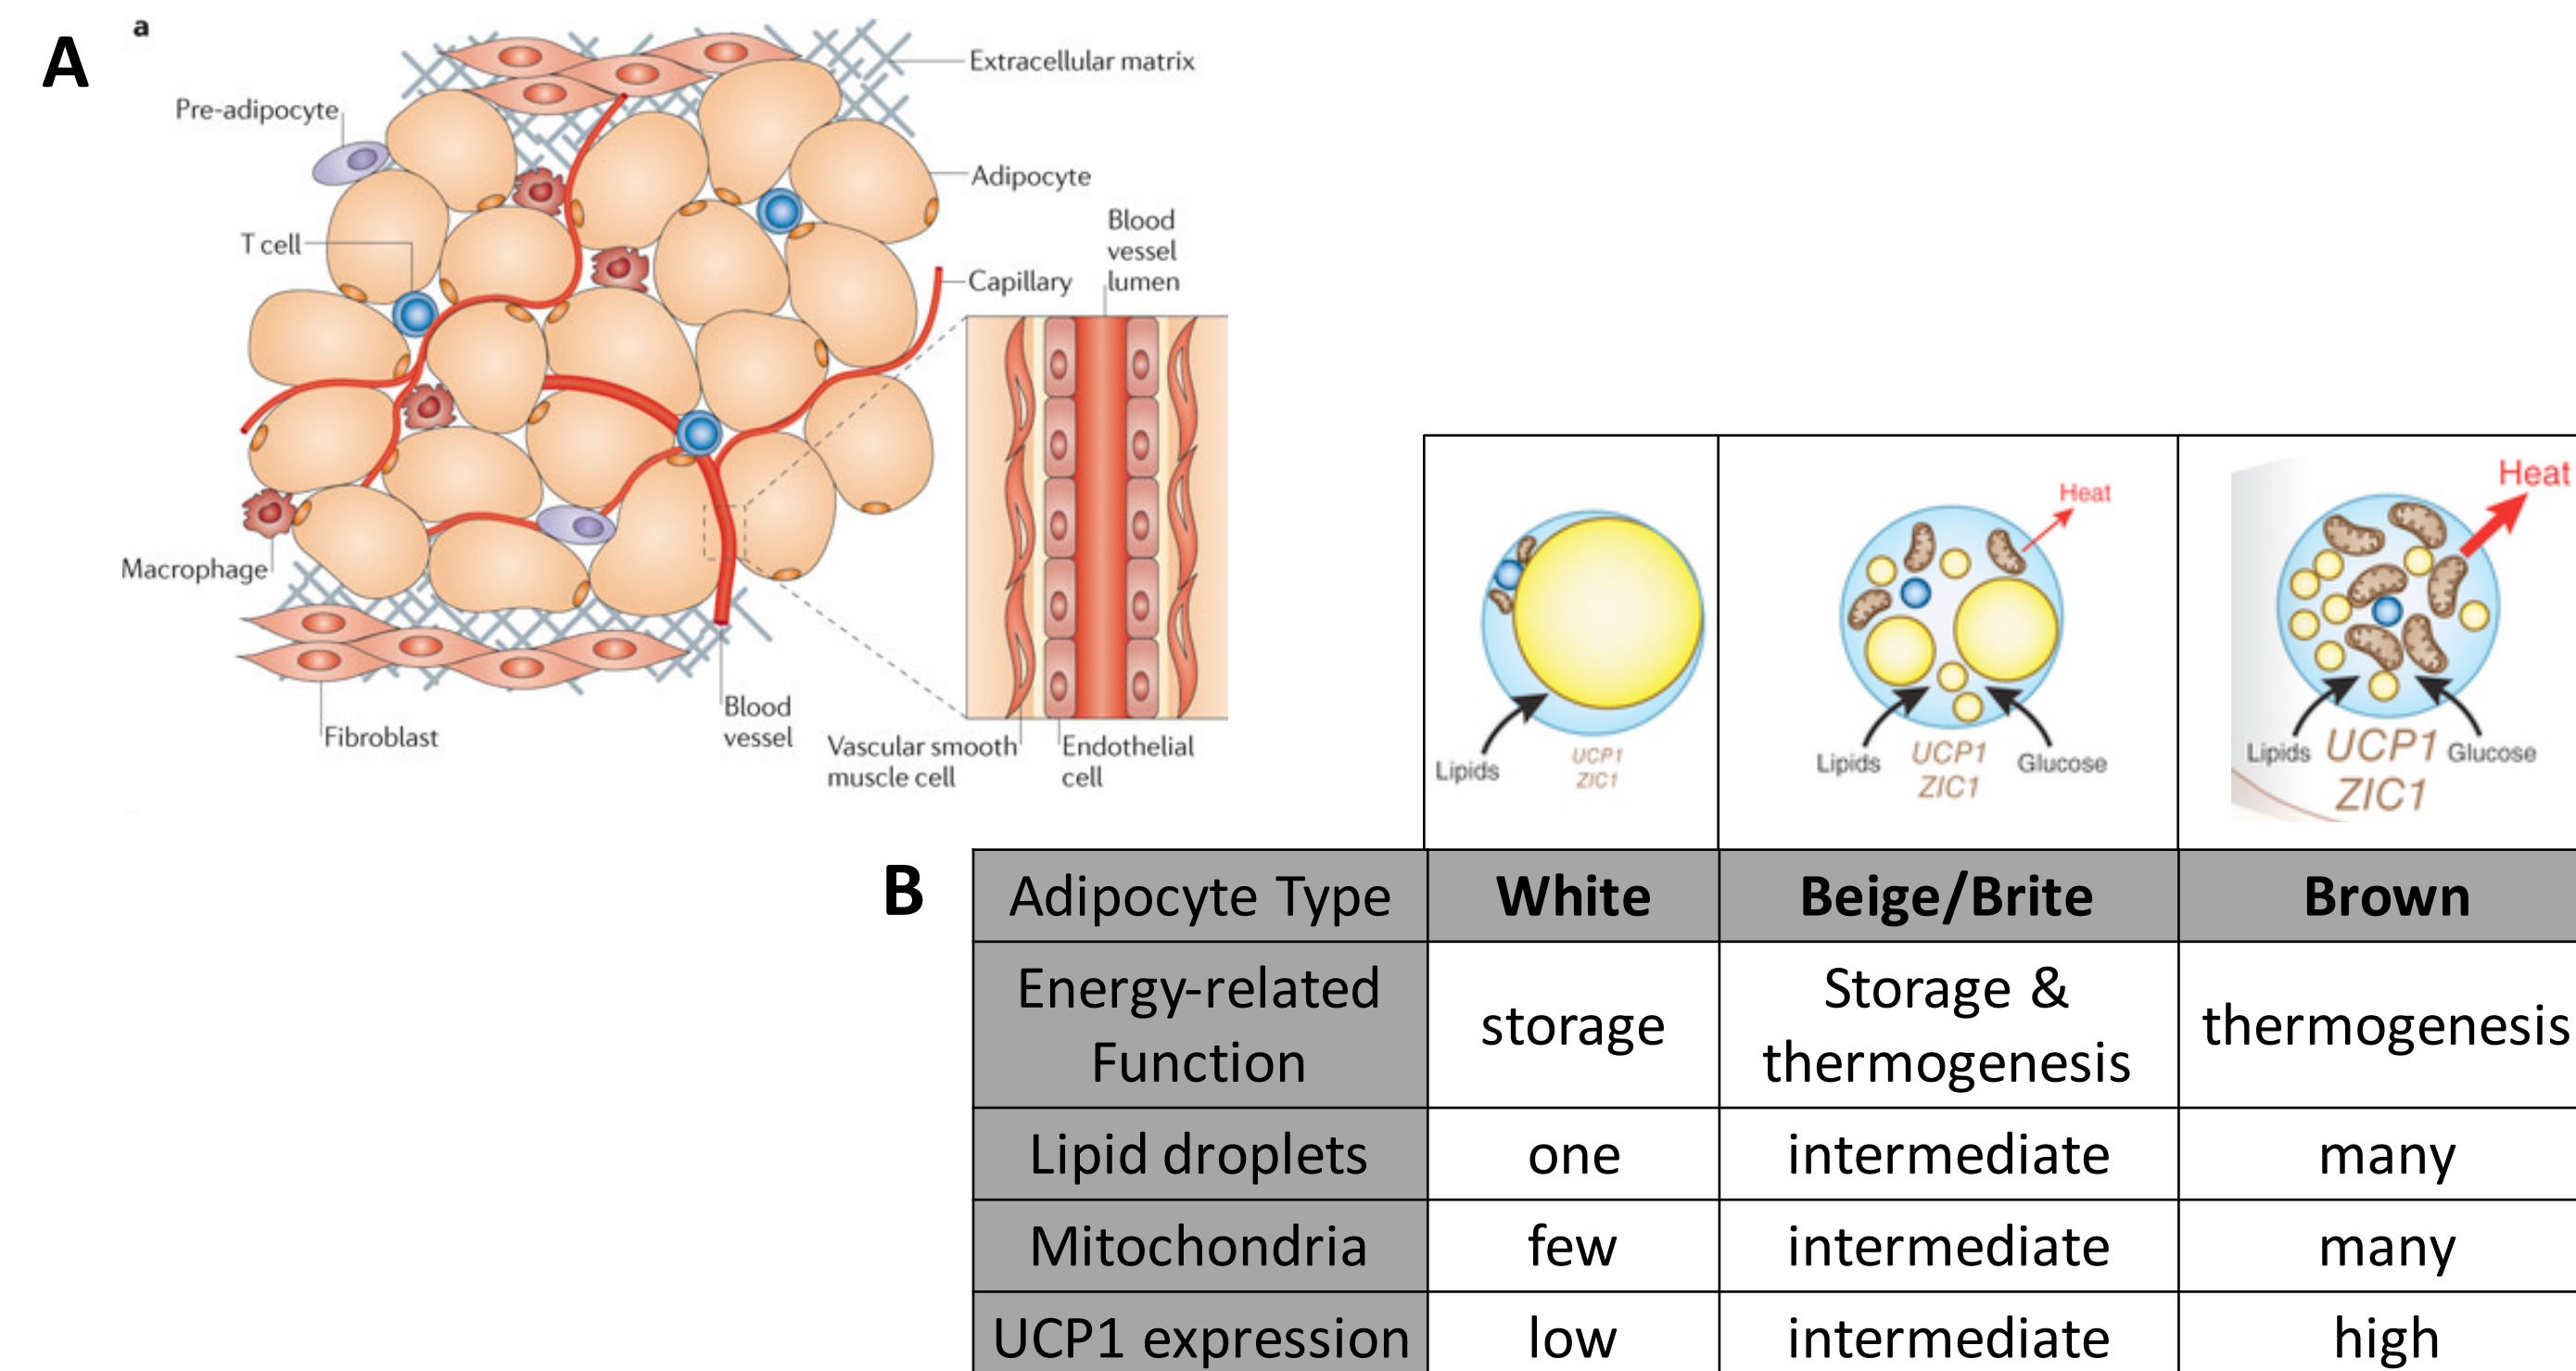 A
a
Extracellular matrix
Pre-adipocyte
Adipocyte
T cell
Blood
vessel
lumen
Capillary
Macrophage
Fibroblast
Blood
vessel
Vascular smooth
muscle cell
Endothelial
cell
Lipids
UCP1
ZIC1
Heat
Lipids
UCP1
ZIC1
Glucose
Heat
Lipids
UCP1
ZIC1
Glucose
B
Adipocyte Type White Beige/Brite Brown
Energy-related
Function
storage
Storage &
thermogenesis
thermogenesis
Lipid droplets one intermediate many
Mitochondria few intermediate many
UCP1 expression low intermediate high